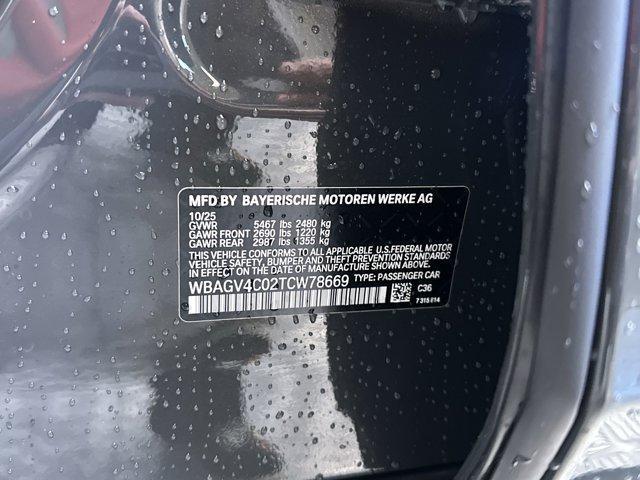 MFD BY BAYERISCHE MOTOREN WERKE AG
10/25
GVWR 5467 lbs 2480 kg
GAWR FRONT 2690 lbs 1220 kg
GAWR REAR 2987 lbs 1355 kg
THIS VEHICLE CONFORMS TO ALL APPLICABLE U.S.FEDERAL MOTOR
VEHICLE SAFETY, BUMPER AND THEFT PREVENTION STANDARDS
IN EFFECT ON THE DATE OF MANUFACTURE SHOWN ABOVE.
WBAGV4C02TCW78669 TYPE: PASSENGER CAR
C36
7 315 614